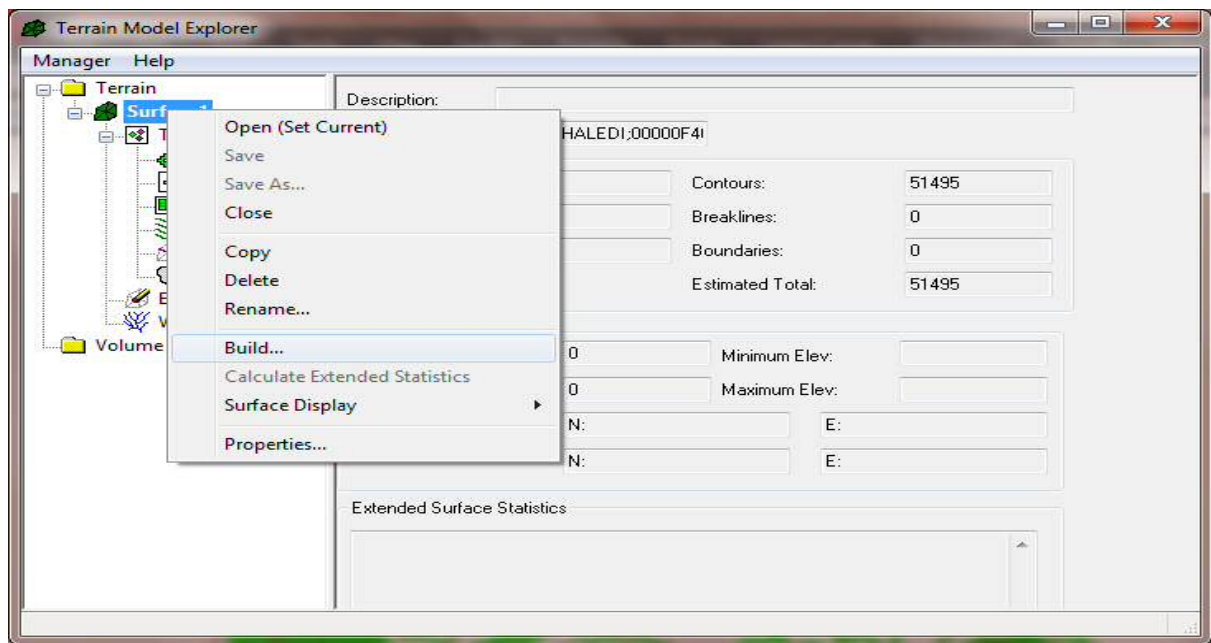 Terrain Model Explorer
Manager Help
Terrain
Description:
Open (Set Current)
HALEDI;00000F4
Save
Save As...
Contours: 51495
Close
Breaklines: 0
Copy
Boundaries: 0
Delete
Estimated Total: 51495
Rename...
Volume
Build...
0 Minimum Elev:
Calculate Extended Statistics
0 Maximum Elev:
Surface Display
N: E:
Properties...
N: E:
Extended Surface Statistics